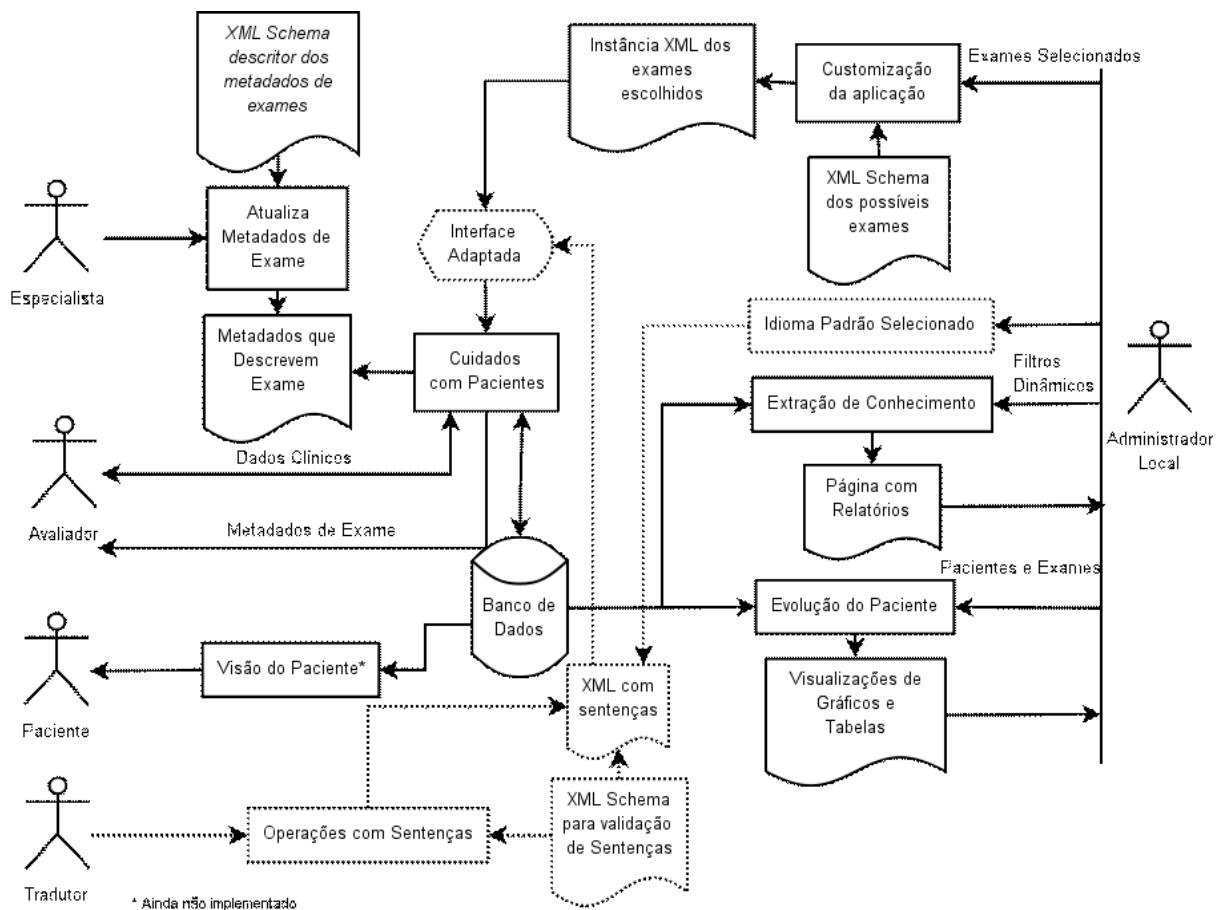 XML Schema
descritor dos
metadados de
exames
Instância XML dos
exames
escolhidos
Customização
da aplicação
Exames Selecionados
XML Schema
dos possíveis
exames
Especialista
Atualiza
Metadados de
Exame
Interface
Adaptada
Metadados que
Descrevem
Exame
Cuidados
com Pacientes
Idioma Padrão Selecionado
Filtros
Dinâmicos
Extração de Conhecimento
Administrador
Local
Avaliador
Dados Clínicos
Metadados de Exame
Página com
Relatórios
Pacientes e Exames
Banco de
Dados
Evolução do Paciente
Paciente
Visão do Paciente*
XML com
sentenças
Visualizações de
Gráficos e
Tabelas
Tradutor
Operações com Sentenças
XML Schema
para validação
de Sentenças
* Ainda não implementado